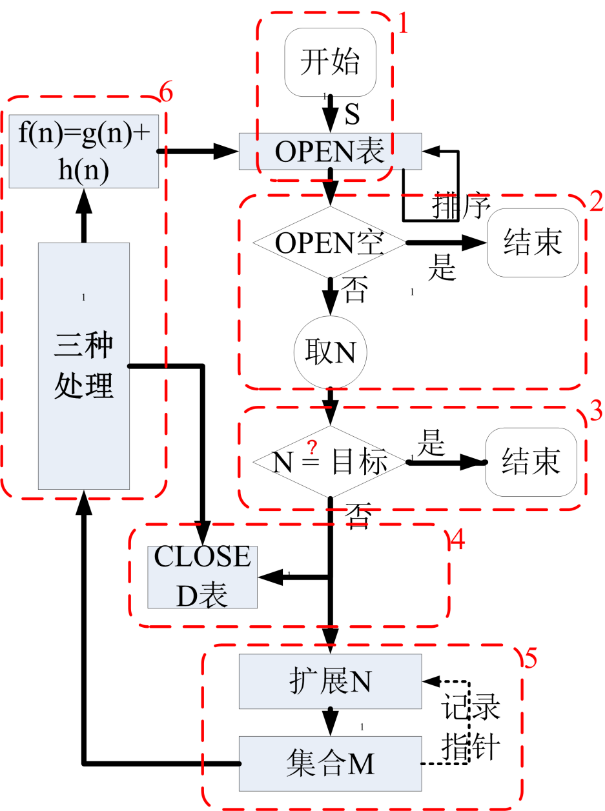 1
开始
S
6
f(n)=g(n)+
h(n)
OPEN表
排序
2
OPEN空
是
结束
否
取N
三种
处理
3
N = 目标
?
是
结束
否
4
CLOSE
D表
5
扩展N
记录
指针
集合M